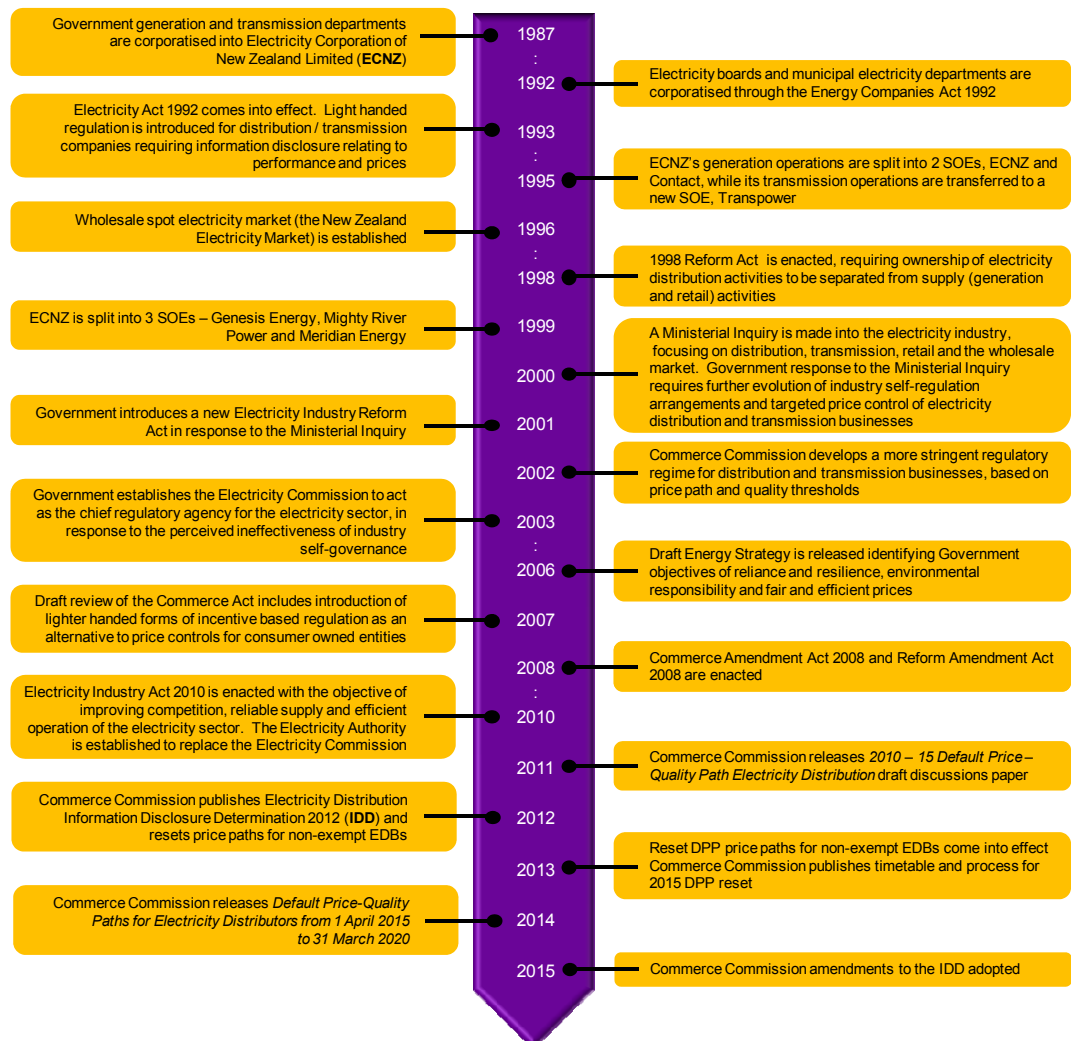 Government generation and transmission departments
are corporatised into Electricity Corporation of
New Zealand Limited (ECNZ)
1987
:
1992
Electricity boards and municipal electricity departments are
corporatised through the Energy Companies Act 1992
Electricity Act 1992 comes into effect. Light handed
regulation is introduced for distribution / transmission
companies requiring information disclosure relating to
performance and prices
1993
:
1995
ECNZ's generation operations are split into 2 SOEs, ECNZ and
Contact, while its transmission operations are transferred to a
new SOE, Transpower
Wholesale spot electricity market (the New Zealand
Electricity Market) is established
1996
:
1998
1998 Reform Act is enacted, requiring ownership of electricity
distribution activities to be separated from supply (generation
and retail) activities
ECNZ is split into 3 SOEs – Genesis Energy, Mighty River
Power and Meridian Energy
1999
2000
A Ministerial Inquiry is made into the electricity industry,
focusing on distribution, transmission, retail and the wholesale
market. Government response to the Ministerial Inquiry
requires further evolution of industry self-regulation
arrangements and targeted price control of electricity
distribution and transmission businesses
Government introduces a new Electricity Industry Reform
Act in response to the Ministerial Inquiry
2001
2002
Commerce Commission develops a more stringent regulatory
regime for distribution and transmission businesses, based on
price path and quality thresholds
Government establishes the Electricity Commission to act
as the chief regulatory agency for the electricity sector, in
response to the perceived ineffectiveness of industry
self-governance
2003
:
2006
Draft Energy Strategy is released identifying Government
objectives of reliance and resilience, environmental
responsibility and fair and efficient prices
Draft review of the Commerce Act includes introduction of
lighter handed forms of incentive based regulation as an
alternative to price controls for consumer owned entities
2007
2008
Commerce Amendment Act 2008 and Reform Amendment Act
2008 are enacted
:
Electricity Industry Act 2010 is enacted with the objective of
improving competition, reliable supply and efficient
operation of the electricity sector. The Electricity Authority
is established to replace the Electricity Commission
2010
2011
Commerce Commission releases 2010 – 15 Default Price –
Quality Path Electricity Distribution draft discussions paper
Commerce Commission publishes Electricity Distribution
Information Disclosure Determination 2012 (IDD) and
resets price paths for non-exempt EDBs
2012
2013
Reset DPP price paths for non-exempt EDBs come into effect
Commerce Commission publishes timetable and process for
2015 DPP reset
Commerce Commission releases Default Price-Quality
Paths for Electricity Distributors from 1 April 2015
to 31 March 2020
2014
2015
Commerce Commission amendments to the IDD adopted